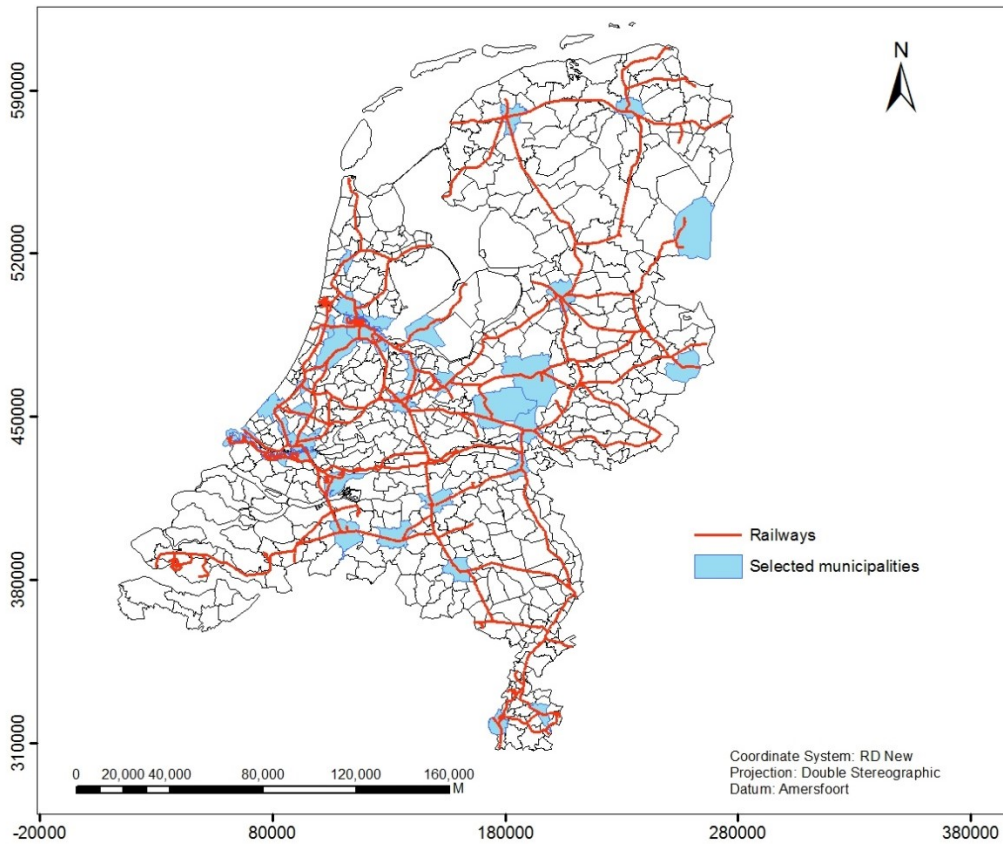 N
590000
520000
450000
380000
310000
Railways
Selected municipalities
Coordinate System: RD New
Projection: Double Stereographic
Datum: Amersfoort
0 20,000 40,000 80,000 120,000 160,000
M
-20000 80000 180000 280000 380000